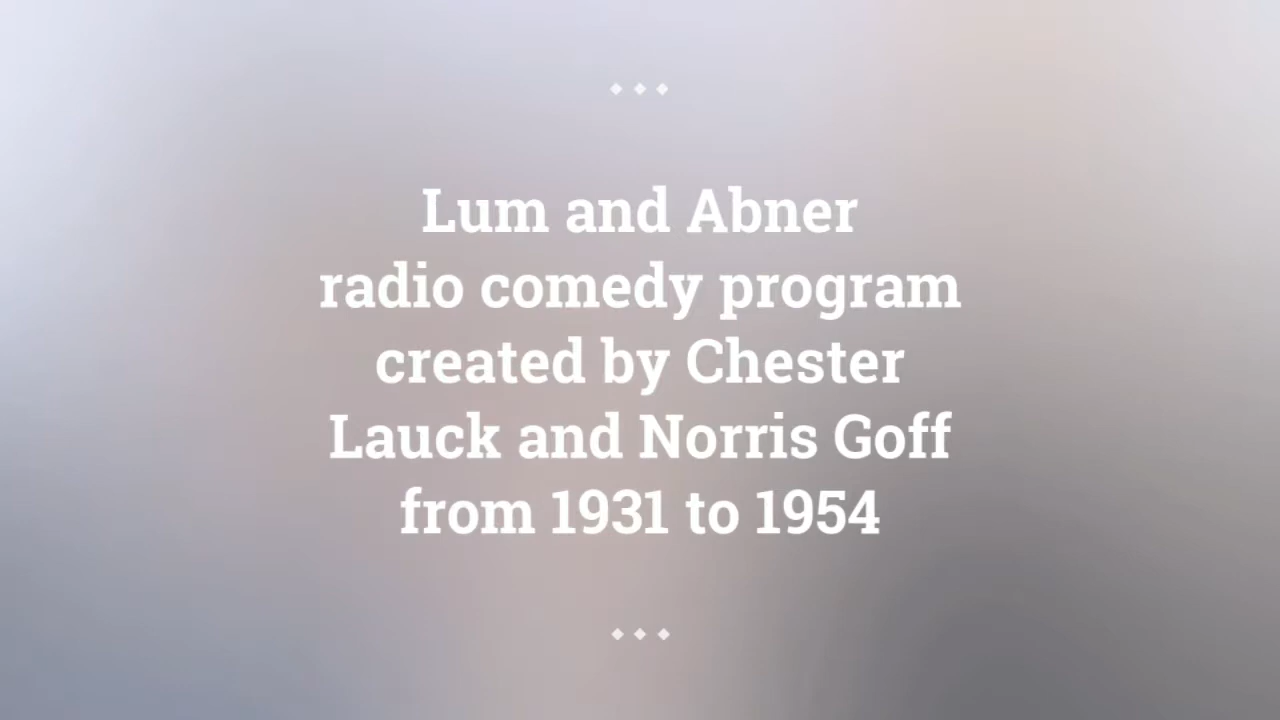 Lum and Abner
radio comedy program
created by Chester
Lauck and Norris Goff
from 1931 to 1954